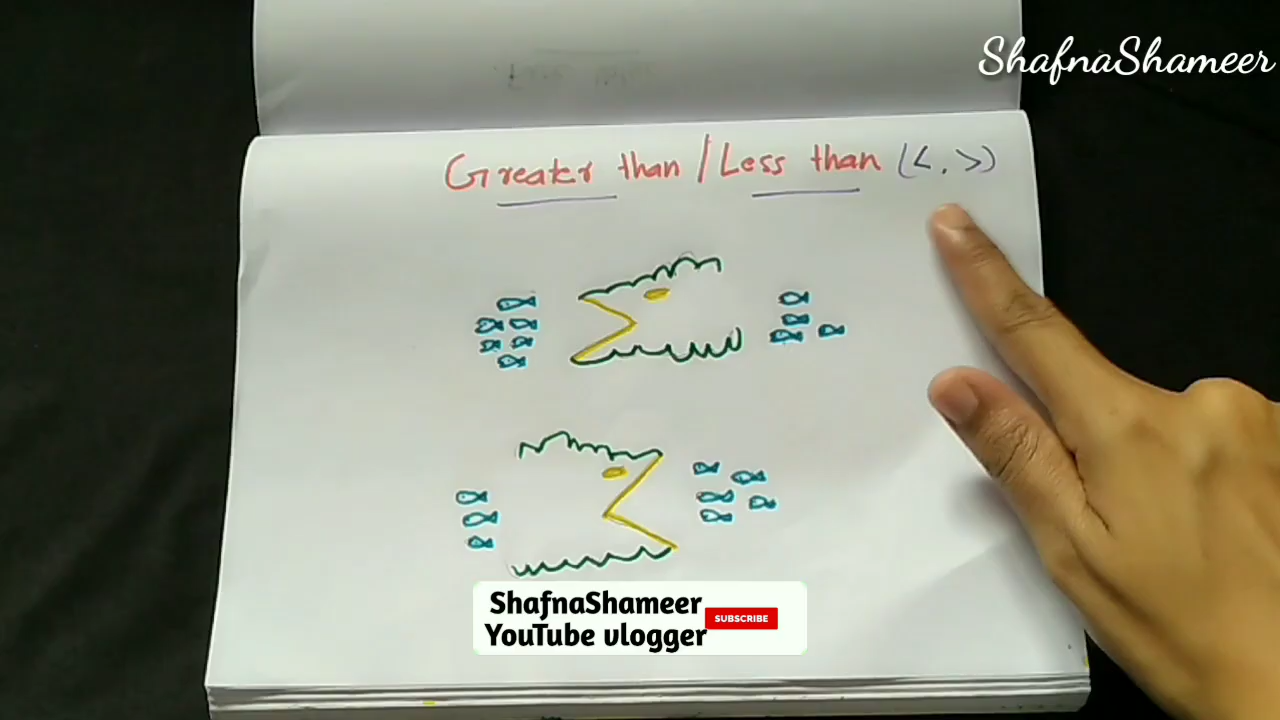 ShafnaShameer
Greater than / Less than (<, >)
ShafnaShameer
YouTube vlogger
SUBSCRIBE